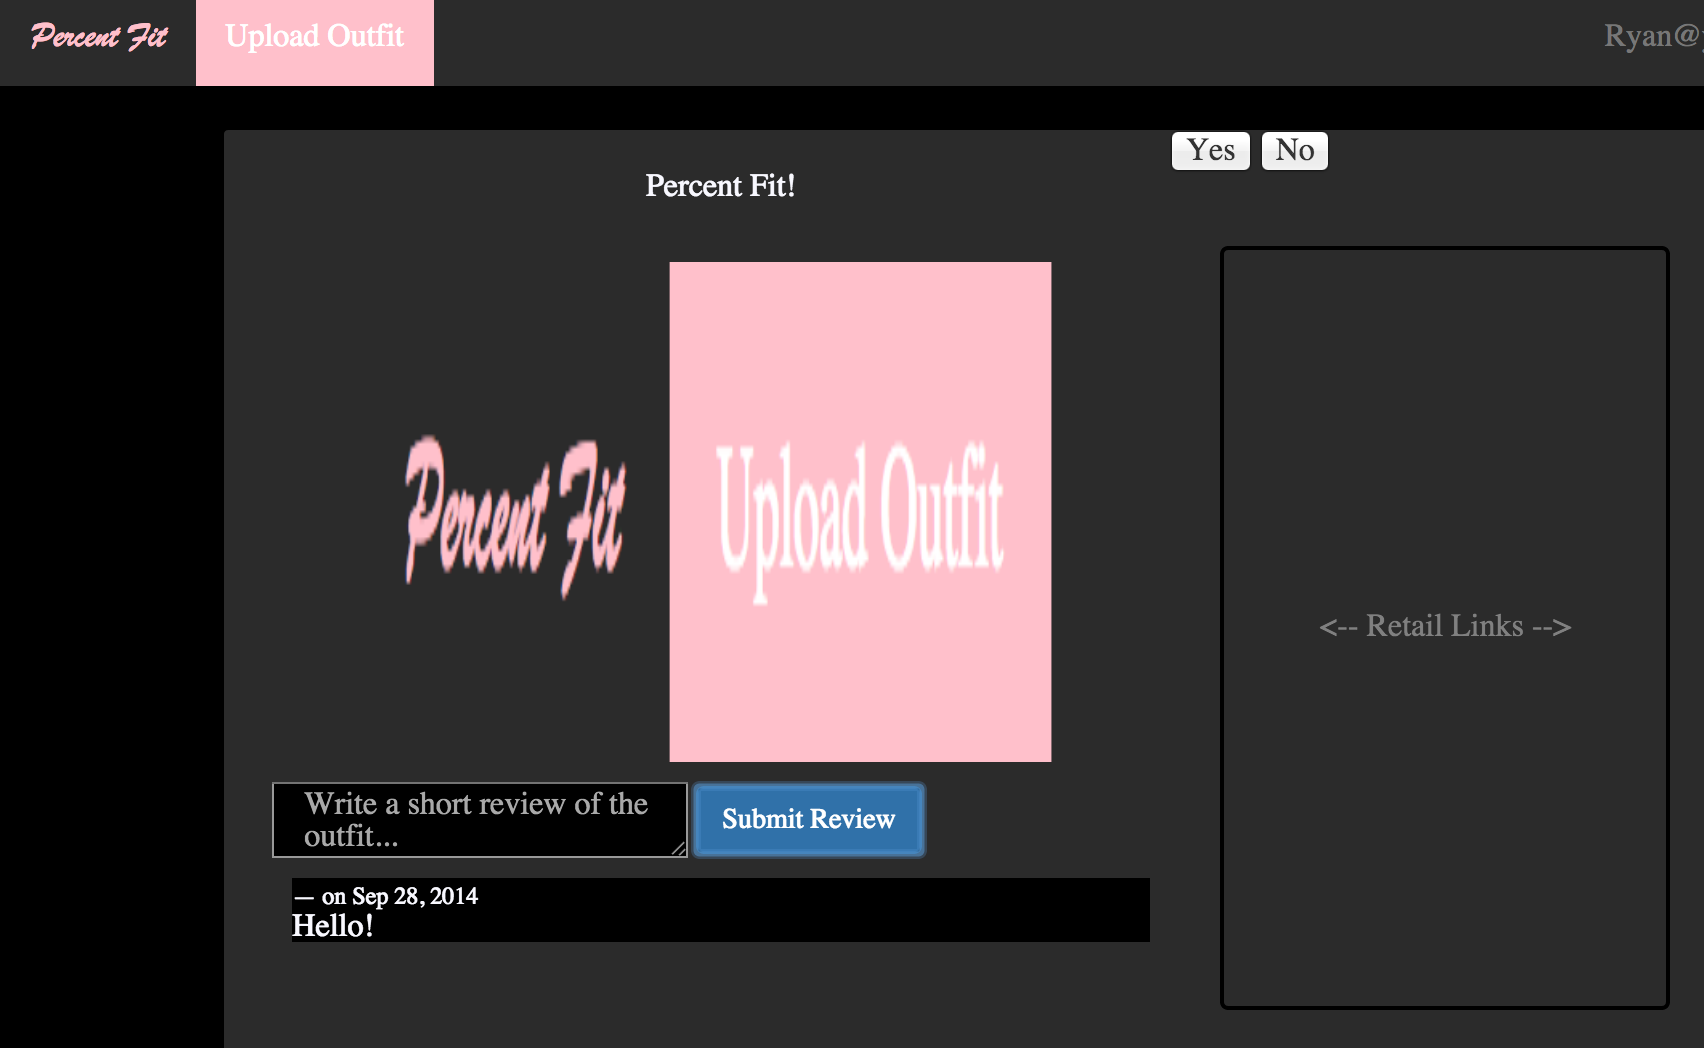 Percent Fit
Upload Outfit
Ryan@
Yes
No
Percent Fit!
Percent Fit
Upload Outfit
<-- Retail Links -->
Write a short review of the
outfit...
Submit Review
— on Sep 28, 2014
Hello!